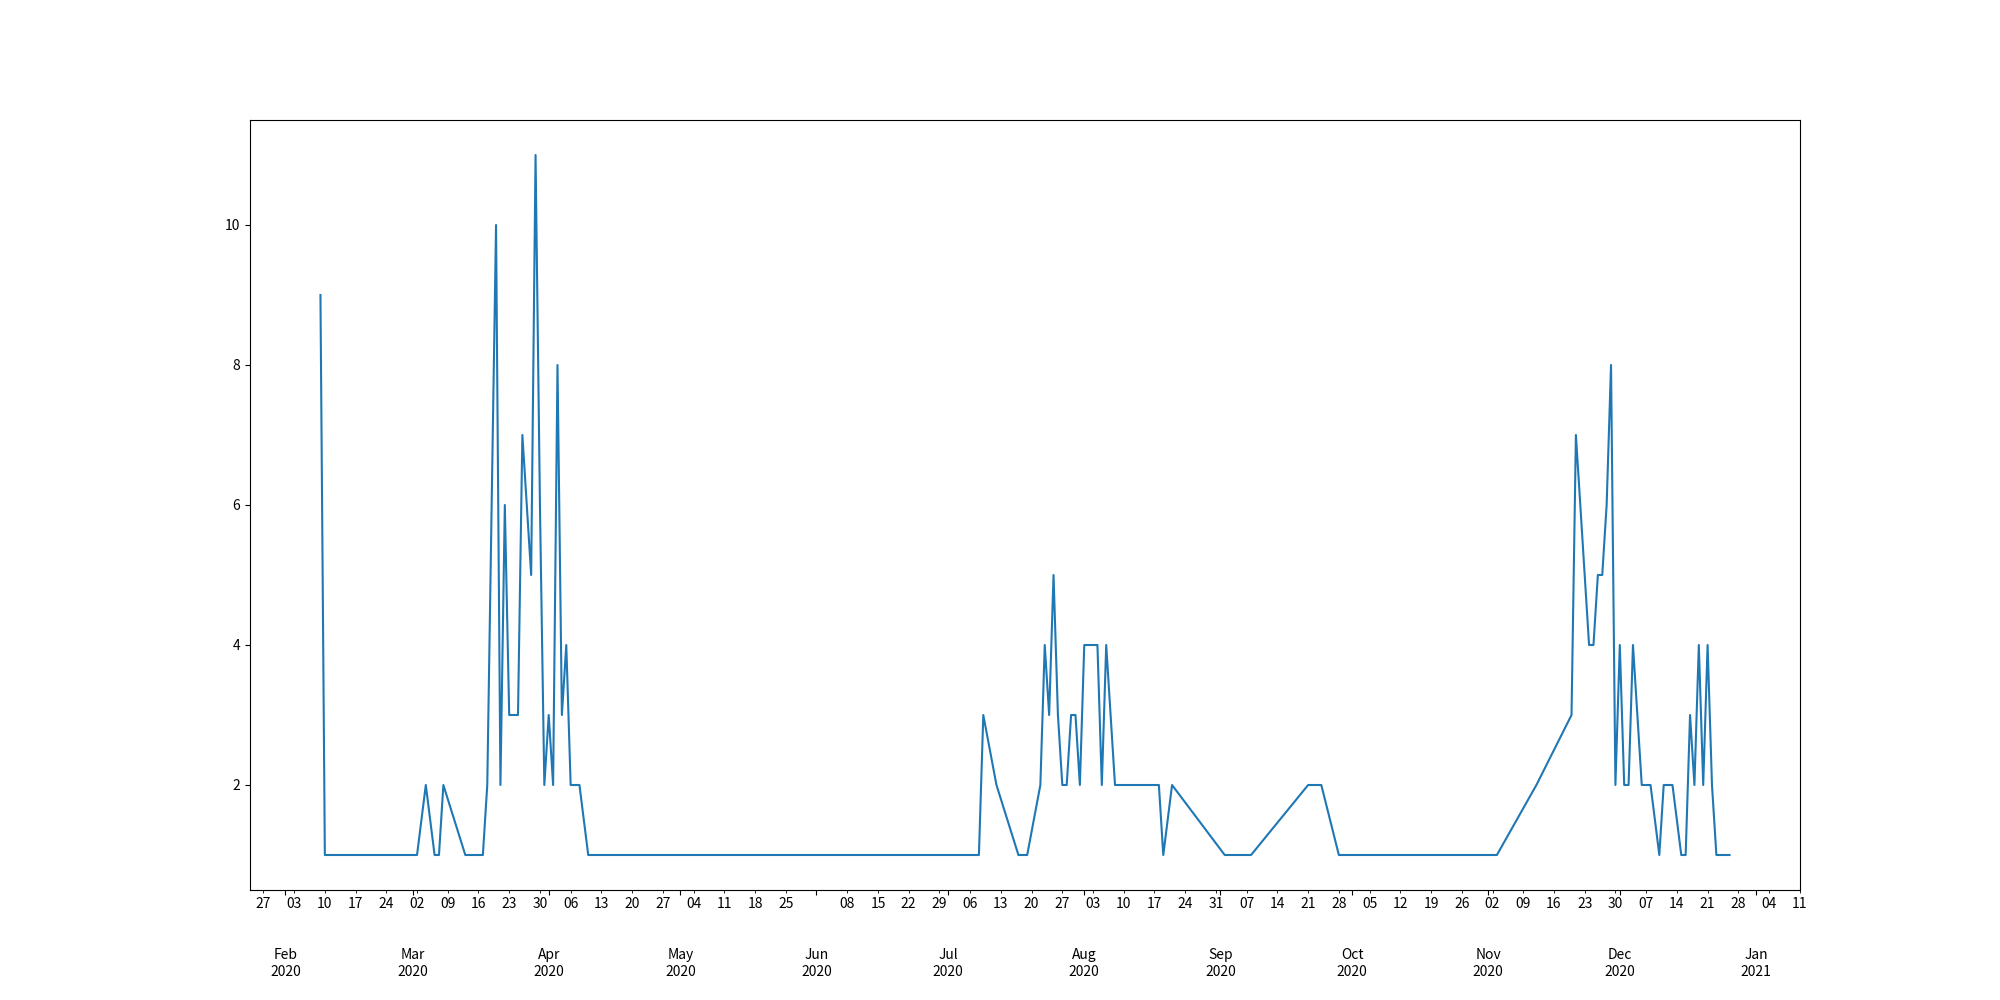 10
8
6
4
2
27 03 10 17 24 02 09 16 23 30 06 13 20 27 04 11 18 25 08 15 22 29 06 13 20 27 03 10 17 24 31 07 14 21 28 05 12 19 26 02 09 16 23 30 07 14 21 28 04 11
Feb Mar Apr May Jun Jul Aug Sep Oct Nov Dec Jan
2020 2020 2020 2020 2020 2020 2020 2020 2020 2020 2020 2021